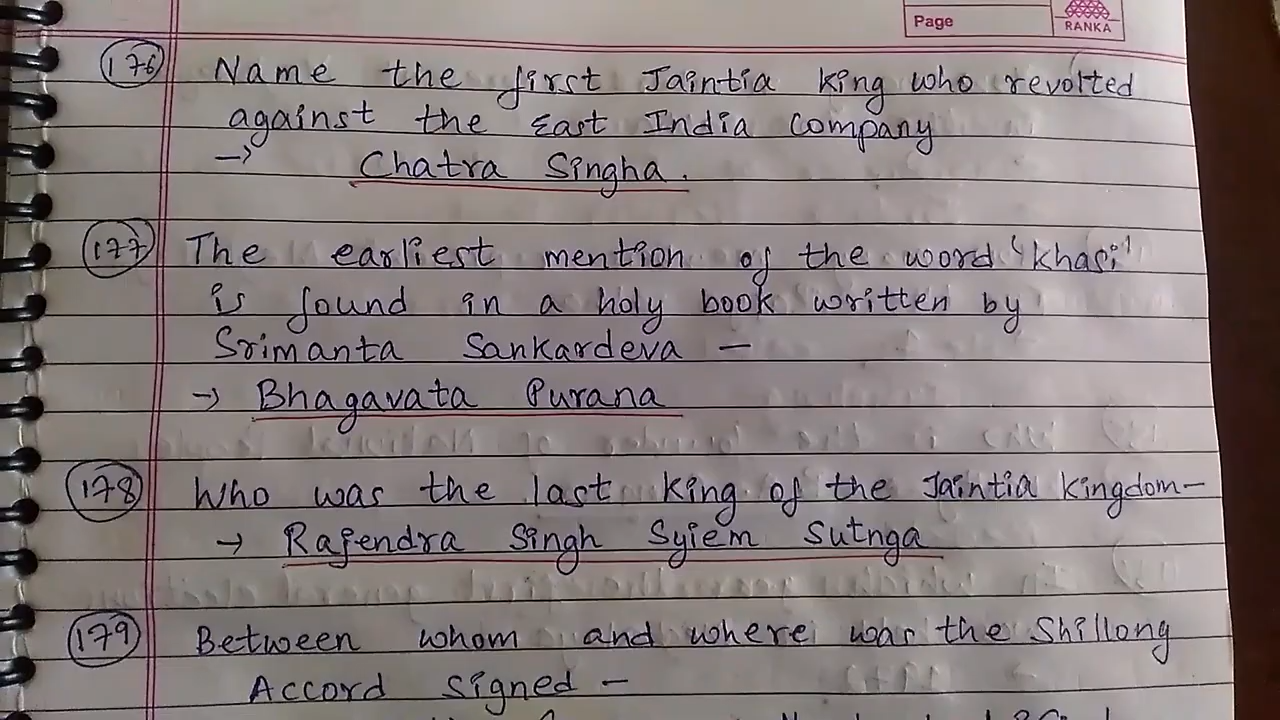 Page
RANKA
176 Name the first Jaintia King who revolted
against the East India Company
→ Chatra Singha.
177 The earliest mention of the word 'Khasi'
is found in a holy book written by
Srimanta Sankardeva —
→ Bhagavata Purana
178 Who was the last King of the Jaintia Kingdom—
→ Rajendra Singh Syiem Sutnga
179 Between whom and where was the Shillong
Accord signed —